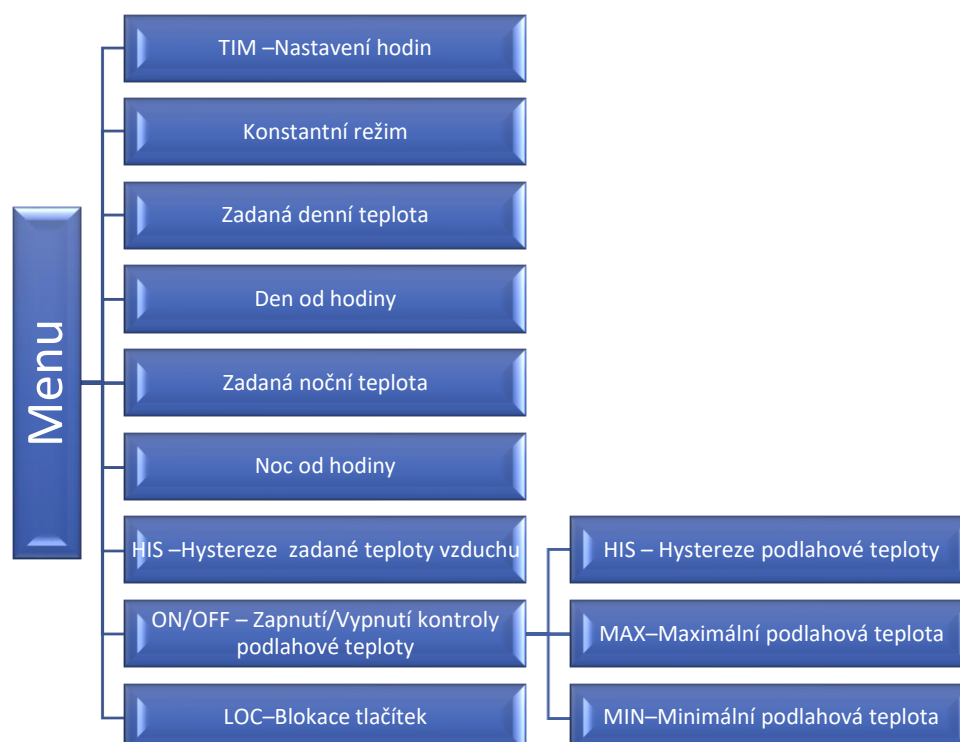 Menu
TIM –Nastavení hodin
Konstantní režim
Zadaná denní teplota
Den od hodiny
Zadaná noční teplota
Noc od hodiny
HIS –Hystereze zadané teploty vzduchu
ON/OFF – Zapnutí/Vypnutí kontroly
podlahové teploty
HIS – Hystereze podlahové teploty
MAX–Maximální podlahová teplota
MIN–Minimální podlahová teplota
LOC–Blokace tlačítek